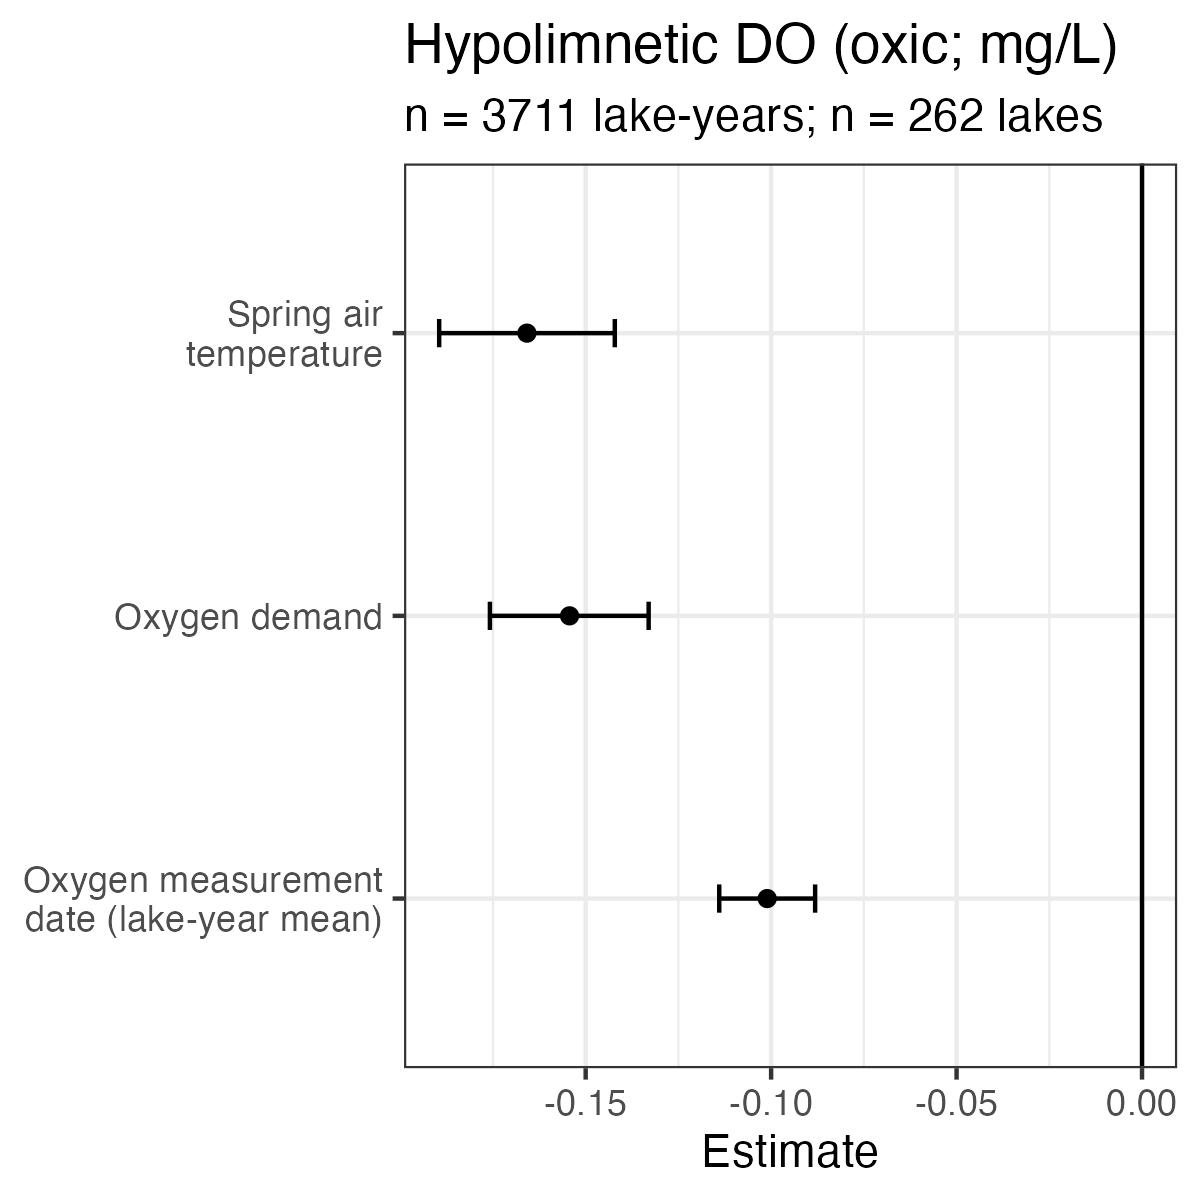 Hypolimnetic DO (oxic; mg/L)
n = 3711 lake-years; n = 262 lakes
Spring air
temperature
Oxygen demand
Oxygen measurement
date (lake-year mean)
-0.15 -0.10 -0.05 0.00
Estimate